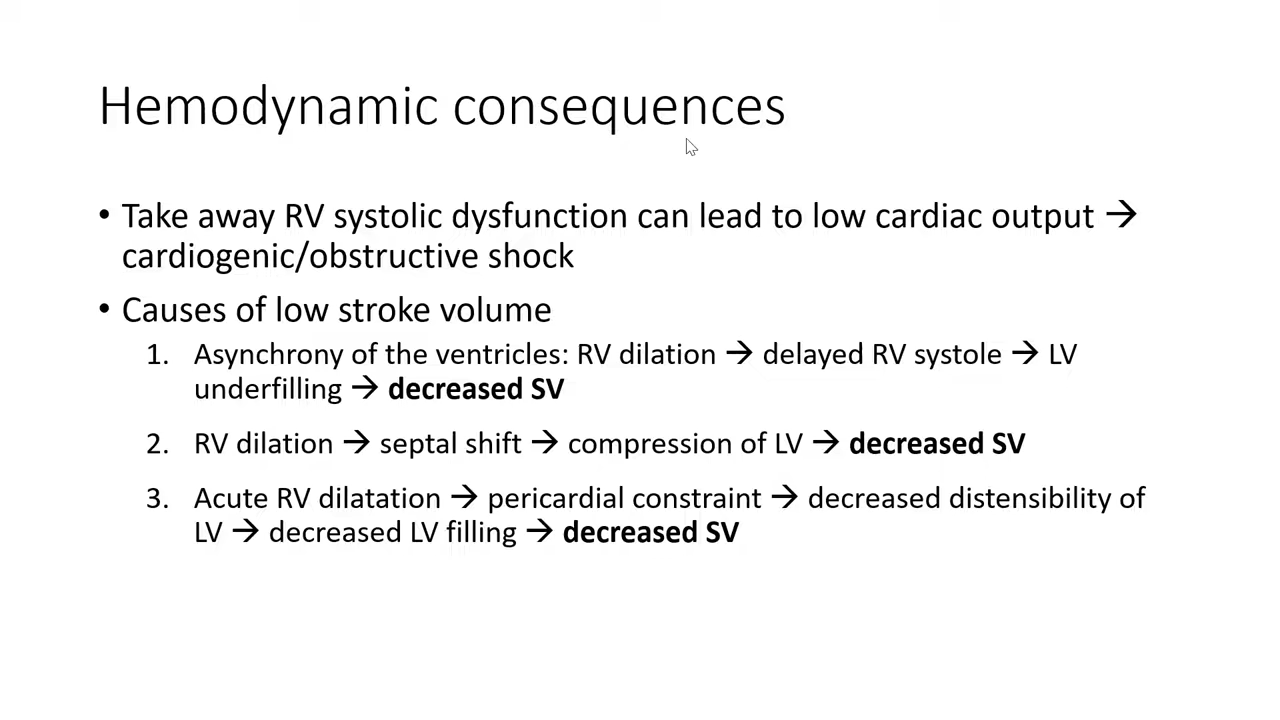 Hemodynamic consequences
• Take away RV systolic dysfunction can lead to low cardiac output →
cardiogenic/obstructive shock
• Causes of low stroke volume
1. Asynchrony of the ventricles: RV dilation → delayed RV systole → LV
underfilling → decreased SV
2. RV dilation → septal shift → compression of LV → decreased SV
3. Acute RV dilatation → pericardial constraint → decreased distensibility of
LV → decreased LV filling → decreased SV